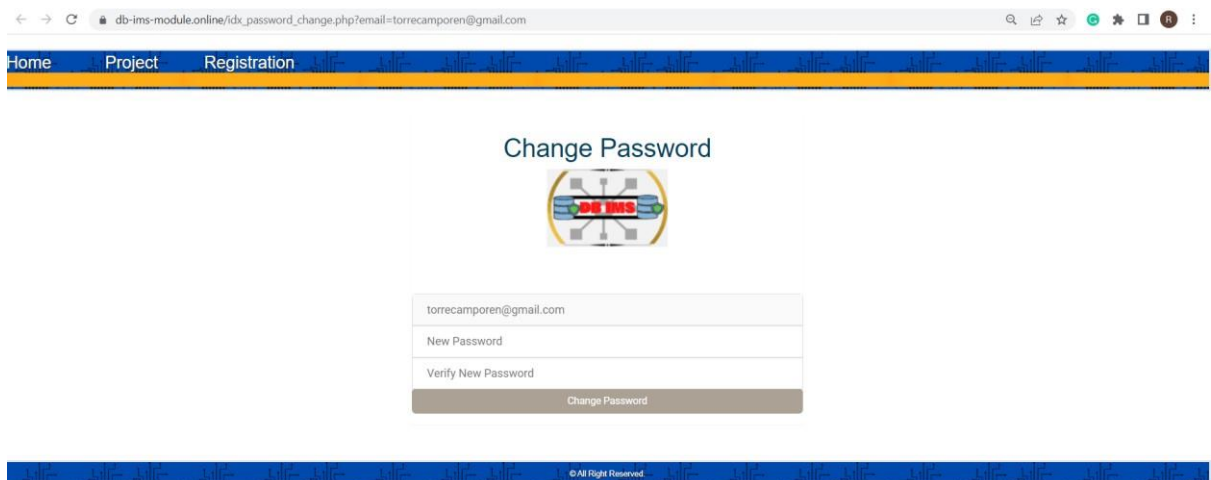 db-ims-module.online/idx_password_change.php?email=torrecamporen@gmail.com
R
Home Project Registration
Change Password
DB IMS
torrecamporen@gmail.com
New Password
Verify New Password
Change Password
© All Right Reserved